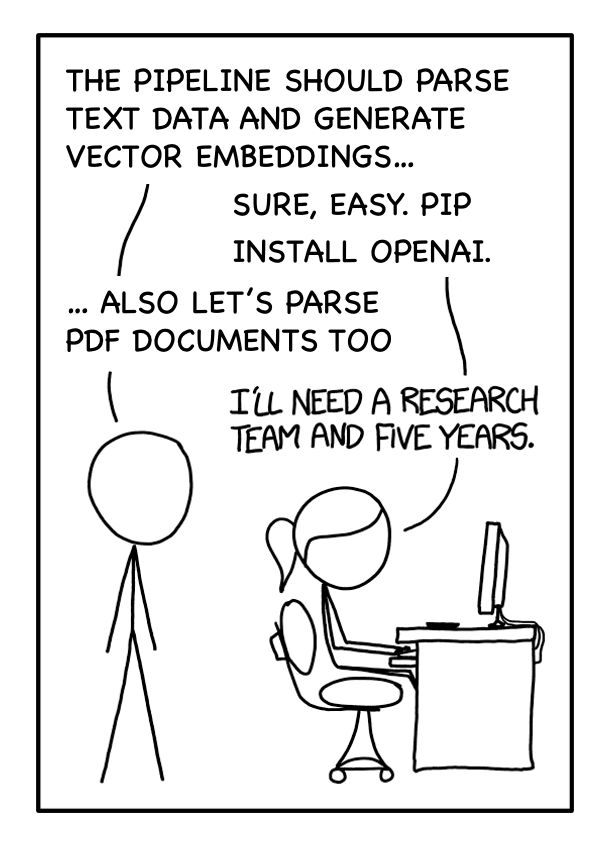 THE PIPELINE SHOULD PARSE
TEXT DATA AND GENERATE
VECTOR EMBEDDINGS...
SURE, EASY. PIP
INSTALL OPENAI.
... ALSO LET'S PARSE
PDF DOCUMENTS TOO
I'LL NEED A RESEARCH
TEAM AND FIVE YEARS.